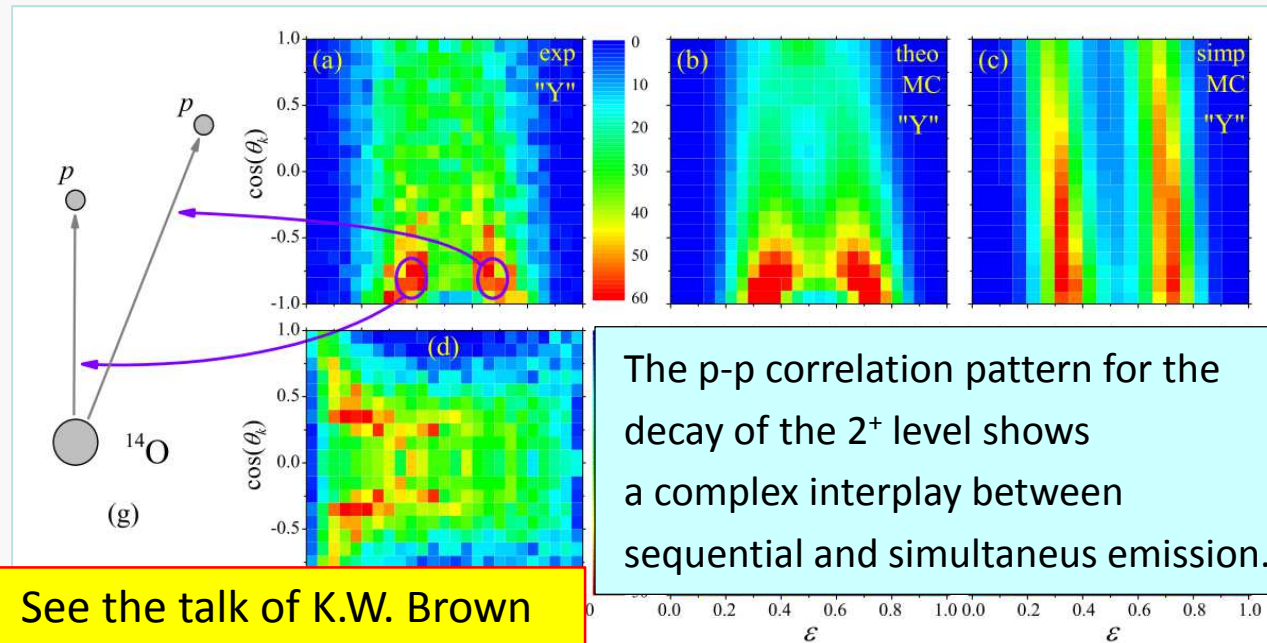 (a)
exp
"Y"
(b)
theo
MC
"Y"
(c)
simp
MC
"Y"
1.0
0.5
0.0
-0.5
-1.0
cos(θk)
0
10
20
30
40
50
60
p
p
14O
(g)
(d)
1.0
0.5
0.0
-0.5
cos(θk)
The p-p correlation pattern for the
decay of the 2+ level shows
a complex interplay between
sequential and simultaneus emission.
See the talk of K.W. Brown
0.0 0.2 0.4 0.6 0.8 1.0
ε
0.0 0.2 0.4 0.6 0.8 1.0
ε